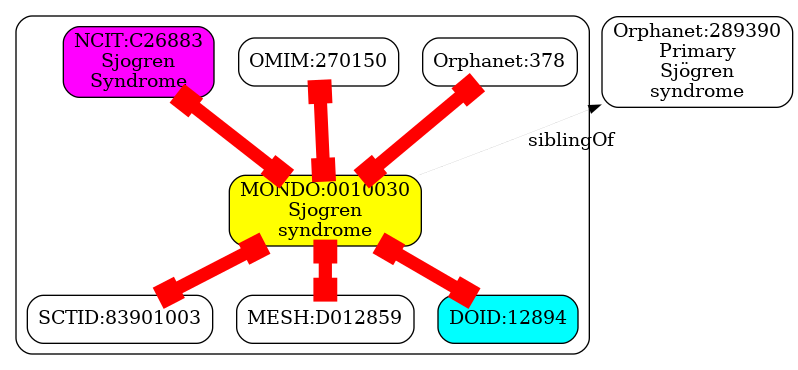 NCIT:C26883
Sjogren
Syndrome
OMIM:270150
Orphanet:378
Orphanet:289390
Primary
Sjögren
syndrome
siblingOf
MONDO:0010030
Sjogren
syndrome
SCTID:83901003
MESH:D012859
DOID:12894